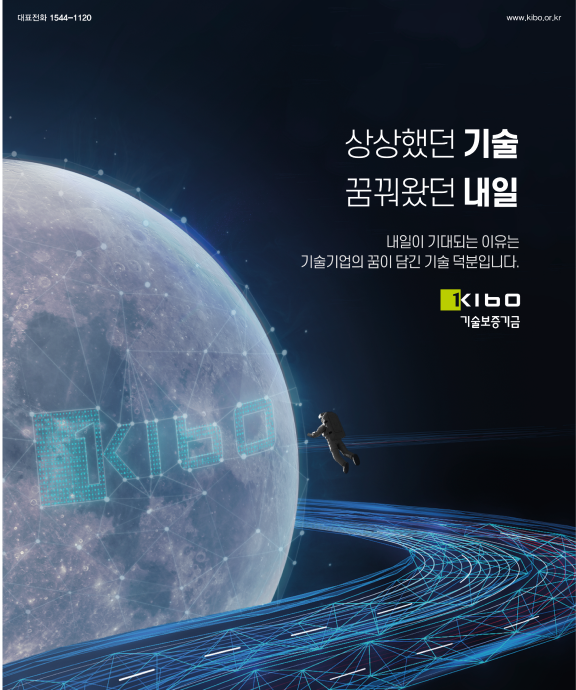 대표전화 1544-1120
www.kibo.or.kr
상상했던 기술
꿈꿔왔던 내일
내일이 기대되는 이유는
기술기업의 꿈이 담긴 기술 덕분입니다.
1KIBO
기술보증기금
1KIBO